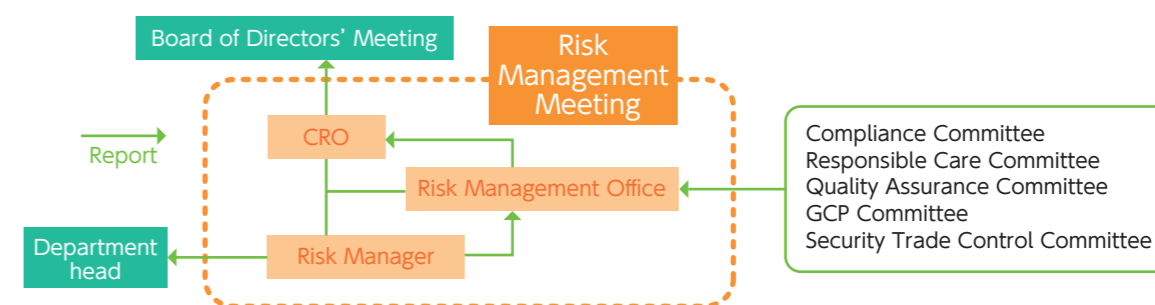 Board of Directors’ Meeting
Risk
Management
Meeting
Report
CRO
Risk Management Office
Compliance Committee
Responsible Care Committee
Quality Assurance Committee
GCP Committee
Security Trade Control Committee
Department
head
Risk Manager